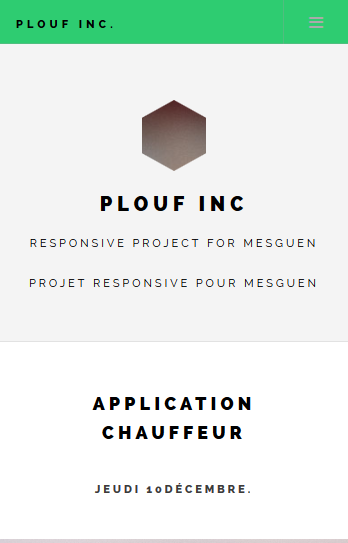 PLOUF INC.
PLOUF INC
RESPONSIVE PROJECT FOR MESGUEN
PROJET RESPONSIVE POUR MESGUEN
APPLICATION
CHAUFFEUR
JEUDI 10DÉCEMBRE.